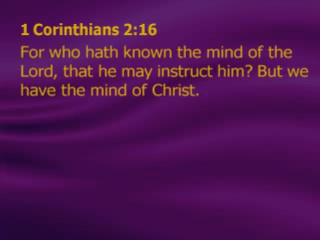 1 Corinthians 2:16
For who hath known the mind of the
Lord, that he may instruct him? But we
have the mind of Christ.